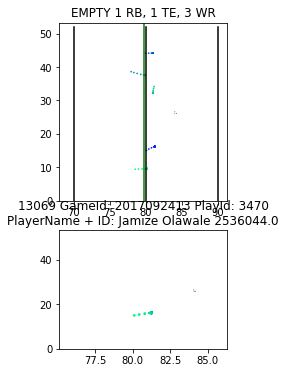 EMPTY 1 RB, 1 TE, 3 WR
50
40
30
20
10
0
70 75 80 85 90
13069 GameId: 2017092413 PlayId: 3470
PlayerName + ID: Jamize Olawale 2536044.0
40
20
0
77.5 80.0 82.5 85.0